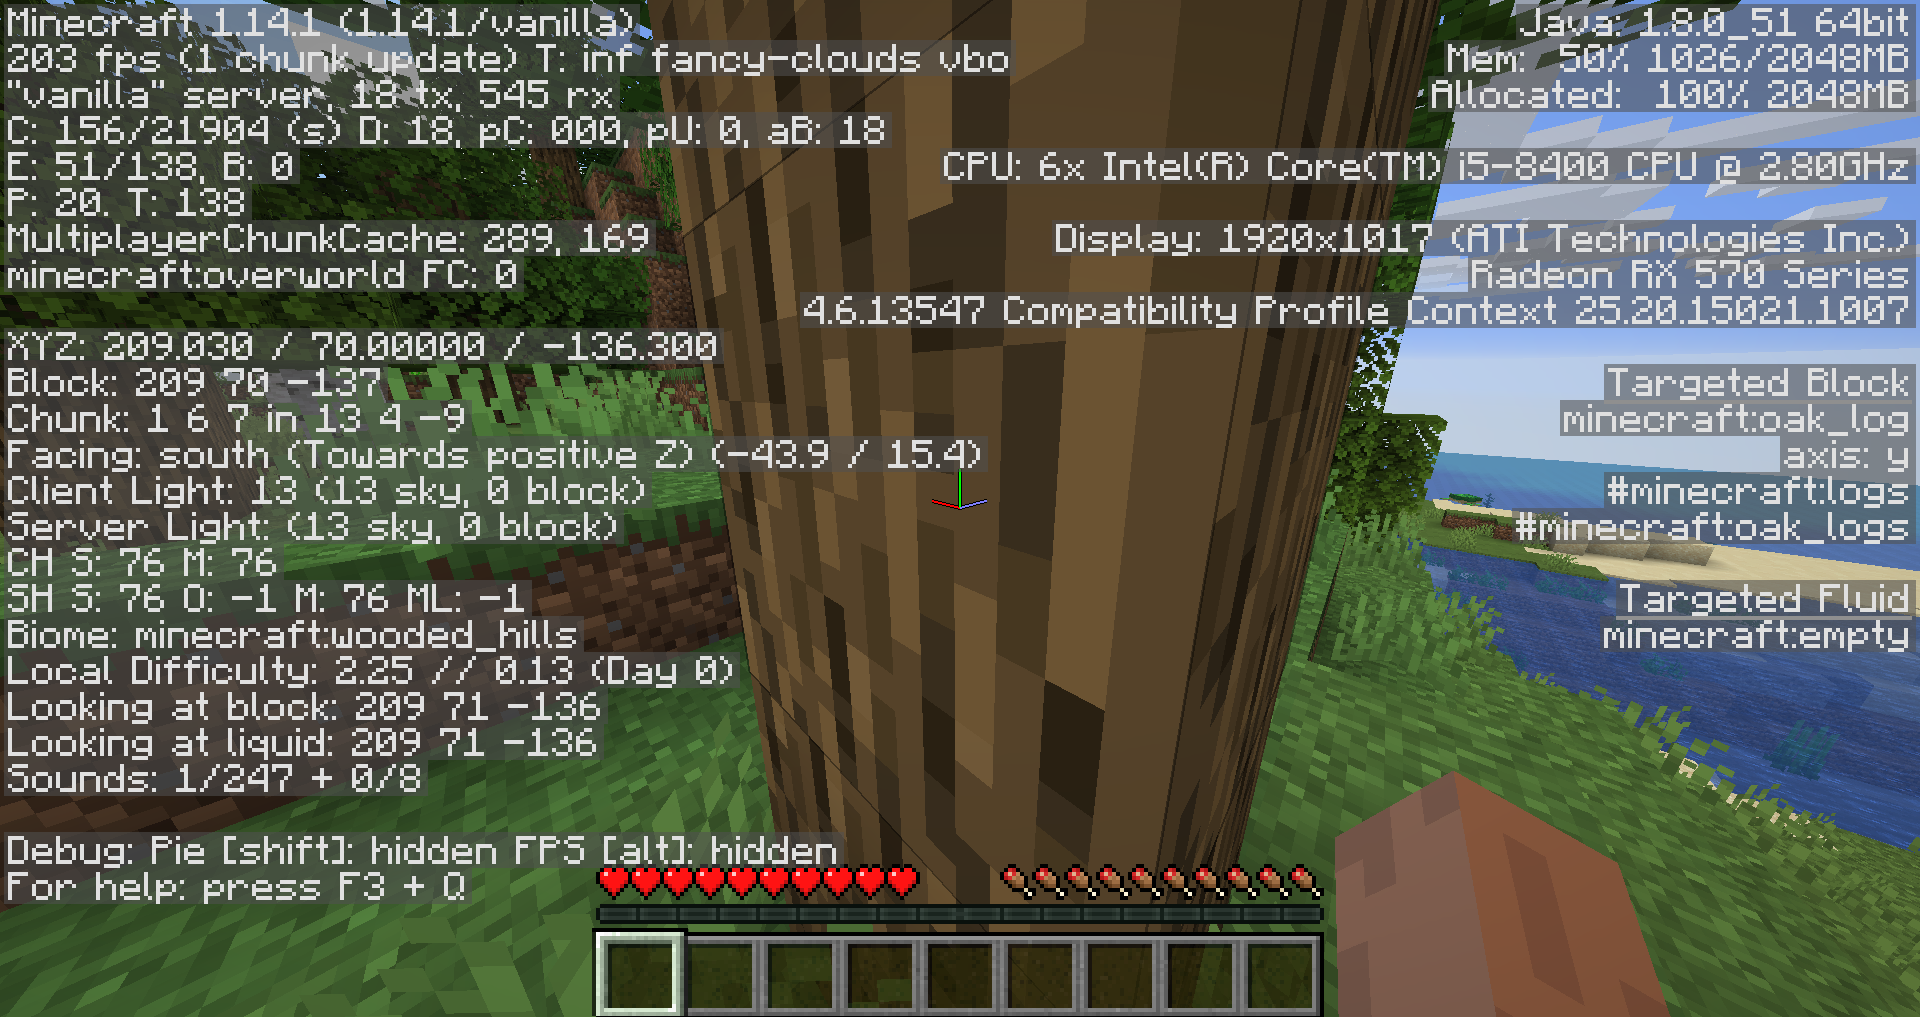 Minecraft 1.14.1 (1.14.1/vanilla)
203 fps (1 chunk update) T: inf fancy-clouds vbo
"vanilla" server, 18 tx, 545 rx
C: 156/21904 (s) D: 18, pC: 000, pU: 0, aB: 18
E: 51/138, B: 0
P: 20. T: 138
MultiplayerChunkCache: 289, 169
minecraft:overworld FC: 0
XYZ: 209.030 / 70.00000 / -136.300
Block: 209 70 -137
Chunk: 1 6 7 in 13 4 -9
Facing: south (Towards positive Z) (-43.9 / 15.4)
Client Light: 13 (13 sky, 0 block)
Server Light: (13 sky, 0 block)
CH S: 76 M: 76
SH S: 76 O: -1 M: 76 ML: -1
Biome: minecraft:wooded_hills
Local Difficulty: 2.25 // 0.13 (Day 0)
Looking at block: 209 71 -136
Looking at liquid: 209 71 -136
Sounds: 1/247 + 0/8
Debug: Pie [shift]: hidden FPS [alt]: hidden
For help: press F3 + Q
Java: 1.8.0_51 64bit
Mem: 50% 1026/2048MB
Allocated: 100% 2048MB
CPU: 6x Intel(R) Core(TM) i5-8400 CPU @ 2.80GHz
Display: 1920x1017 (ATI Technologies Inc.)
Radeon RX 570 Series
4.6.13547 Compatibility Profile Context 25.20.15021.1007
Targeted Block
minecraft:oak_log
axis: y
#minecraft:logs
#minecraft:oak_logs
Targeted Fluid
minecraft:empty